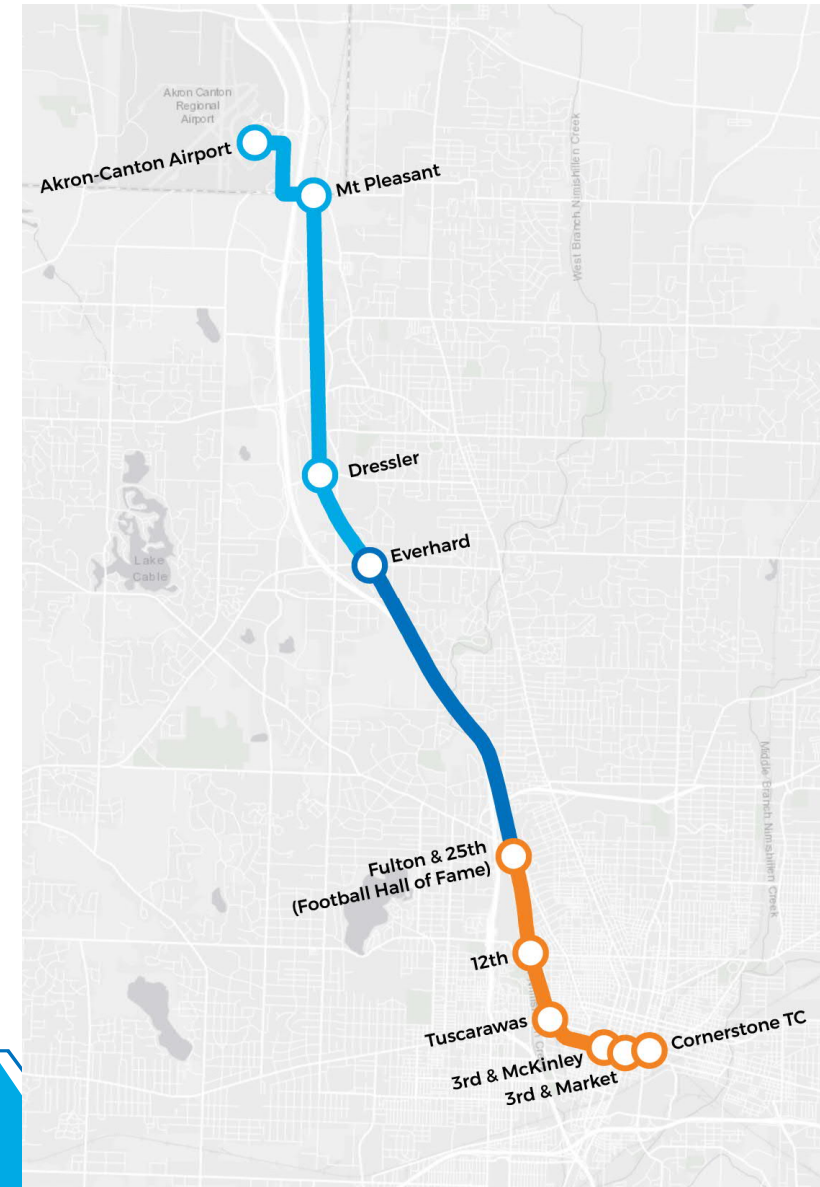 Akron Canton
Regional
Airport
Akron-Canton Airport
Mt Pleasant
West Branch Nimishillen Creek
Dressler
Everhard
Lake
Cable
Middle Branch Nimishillen Creek
Fulton & 25th
(Football Hall of Fame)
12th
Tuscarawas
3rd & McKinley
3rd & Market
Cornerstone TC